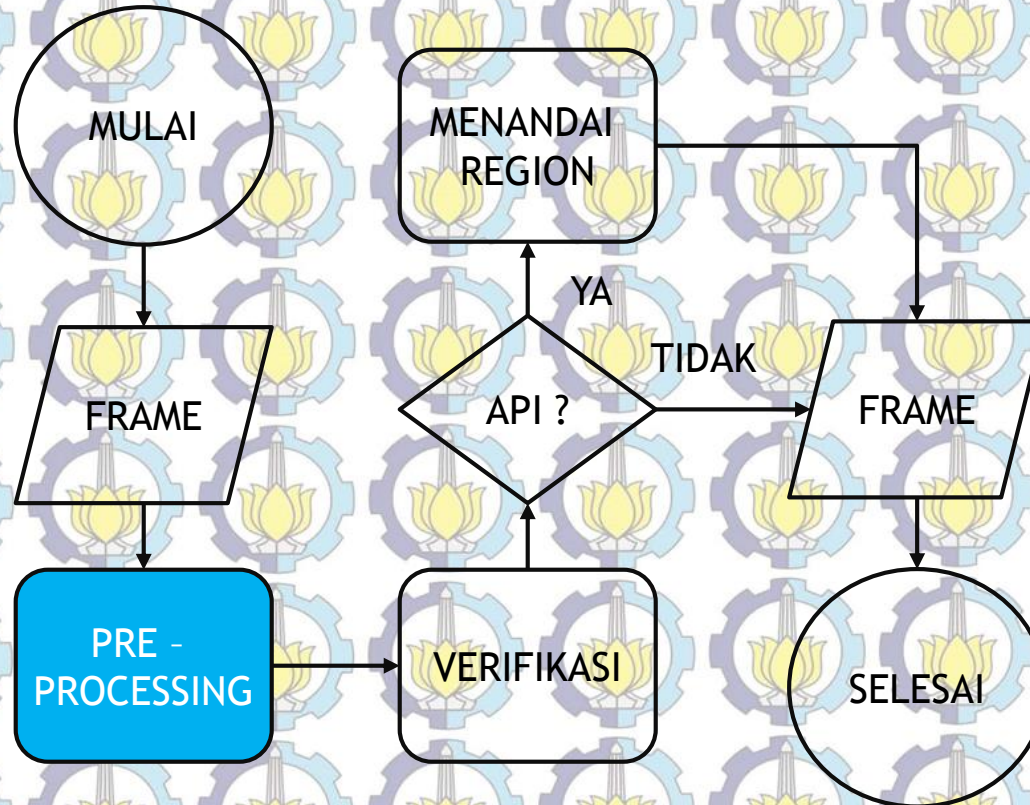 MULAI
FRAME
PRE –
PROCESSING
VERIFIKASI
API ?
YA
MENANDAI
REGION
TIDAK
FRAME
SELESAI